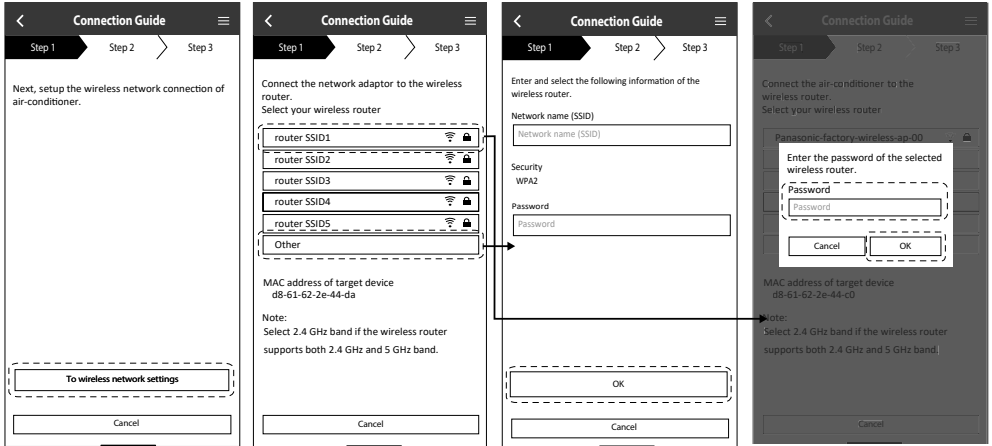 Connection Guide
Step 1
Step 2
Step 3
Next, setup the wireless network connection of
air-conditioner.
To wireless network settings
Cancel
Connection Guide
Step 1
Step 2
Step 3
Connect the network adaptor to the wireless
router.
Select your wireless router
router SSID1
router SSID2
router SSID3
router SSID4
router SSID5
Other
MAC address of target device
d8-61-62-2e-44-da
Note:
Select 2.4 GHz band if the wireless router
supports both 2.4 GHz and 5 GHz band.
Cancel
Connection Guide
Step 1
Step 2
Step 3
Enter and select the following information of the
wireless router.
Network name (SSID)
Network name (SSID)
Security
WPA2
Password
Password
OK
Cancel
Connection Guide
Step 1
Step 2
Step 3
Connect the air-conditioner to the
wireless router.
Select your wireless router
Panasonic-factory-wireless-ap-00
Enter the password of the selected
wireless router.
Password
Password
Cancel
OK
MAC address of target device
d8-61-62-2e-44-c0
Note:
Select 2.4 GHz band if the wireless router
supports both 2.4 GHz and 5 GHz band.
Cancel